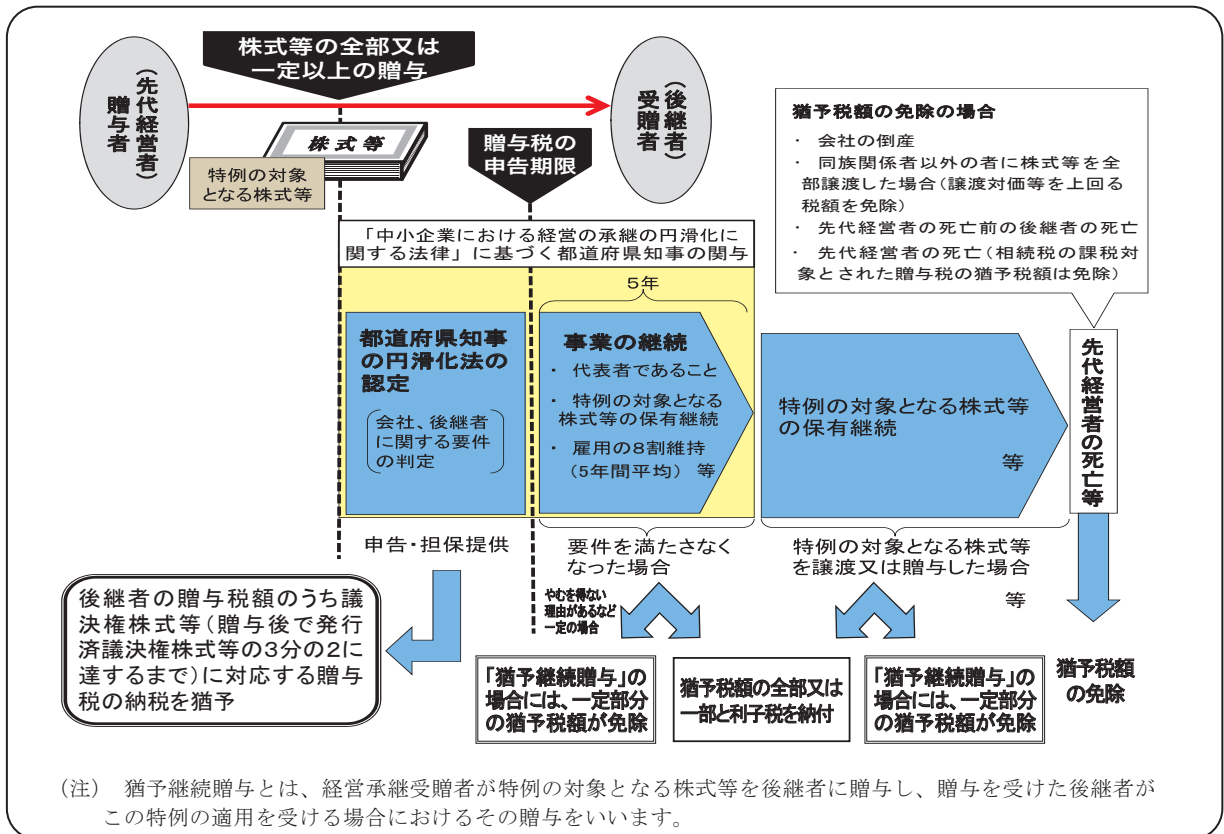 株式等の全部又は
一定以上の贈与
(先代経営者)
贈与者
(後継者)
受贈者
株式等
特例の対象
となる株式等
贈与税の
申告期限
猶予税額の免除の場合
・ 会社の倒産
・ 同族関係者以外の者に株式等を全
部譲渡した場合(譲渡対価等を上回る
税額を免除)
・ 先代経営者の死亡前の後継者の死亡
・ 先代経営者の死亡(相続税の課税対
象とされた贈与税の猶予税額は免除)
「中小企業における経営の承継の円滑化に
関する法律」に基づく都道府県知事の関与
5年
都道府県知事
の円滑化法の
認定
会社、後継者
に関する要件
の判定
事業の継続
・ 代表者であること
・ 特例の対象となる
株式等の保有継続
・ 雇用の8割維持
(5年間平均) 等
特例の対象となる株式等
の保有継続
等
先代経営者の死亡等
申告・担保提供
要件を満たさなく
なった場合
特例の対象となる株式等
を譲渡又は贈与した場合
等
やむを得ない
理由があるなど
一定の場合
後継者の贈与税額のうち議
決権株式等(贈与後で発行
済議決権株式等の3分の2に
達するまで)に対応する贈与
税の納税を猶予
「猶予継続贈与」の
場合には、一定部分
の猶予税額が免除
猶予税額の全部又は
一部と利子税を納付
「猶予継続贈与」の
場合には、一定部分
の猶予税額が免除
猶予税額
の免除
(注) 猶予継続贈与とは、経営承継受贈者が特例の対象となる株式等を後継者に贈与し、贈与を受けた後継者が
この特例の適用を受ける場合におけるその贈与をいいます。